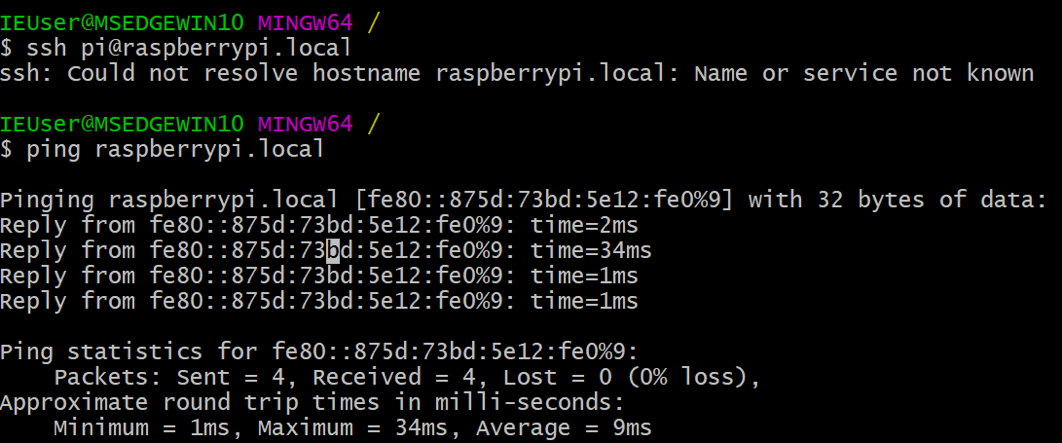 IEUser@MSEDGEWIN10 MINGW64 /
$ ssh pi@raspberrypi.local
ssh: Could not resolve hostname raspberrypi.local: Name or service not known
IEUser@MSEDGEWIN10 MINGW64 /
$ ping raspberrypi.local
Pinging raspberrypi.local [fe80::875d:73bd:5e12:fe0%9] with 32 bytes of data:
Reply from fe80::875d:73bd:5e12:fe0%9: time=2ms
Reply from fe80::875d:73bd:5e12:fe0%9: time=34ms
Reply from fe80::875d:73bd:5e12:fe0%9: time=1ms
Reply from fe80::875d:73bd:5e12:fe0%9: time=1ms
Ping statistics for fe80::875d:73bd:5e12:fe0%9:
    Packets: Sent = 4, Received = 4, Lost = 0 (0% loss),
Approximate round trip times in milli-seconds:
    Minimum = 1ms, Maximum = 34ms, Average = 9ms